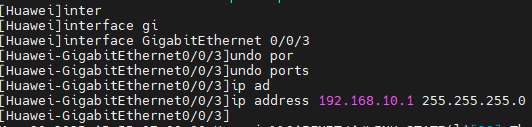 [Huawei]inter
[Huawei]interface gi
[Huawei]interface GigabitEthernet 0/0/3
[Huawei-GigabitEthernet0/0/3]undo por
[Huawei-GigabitEthernet0/0/3]undo ports
[Huawei-GigabitEthernet0/0/3]ip ad
[Huawei-GigabitEthernet0/0/3]ip address 192.168.10.1 255.255.255.0
[Huawei-GigabitEthernet0/0/3]